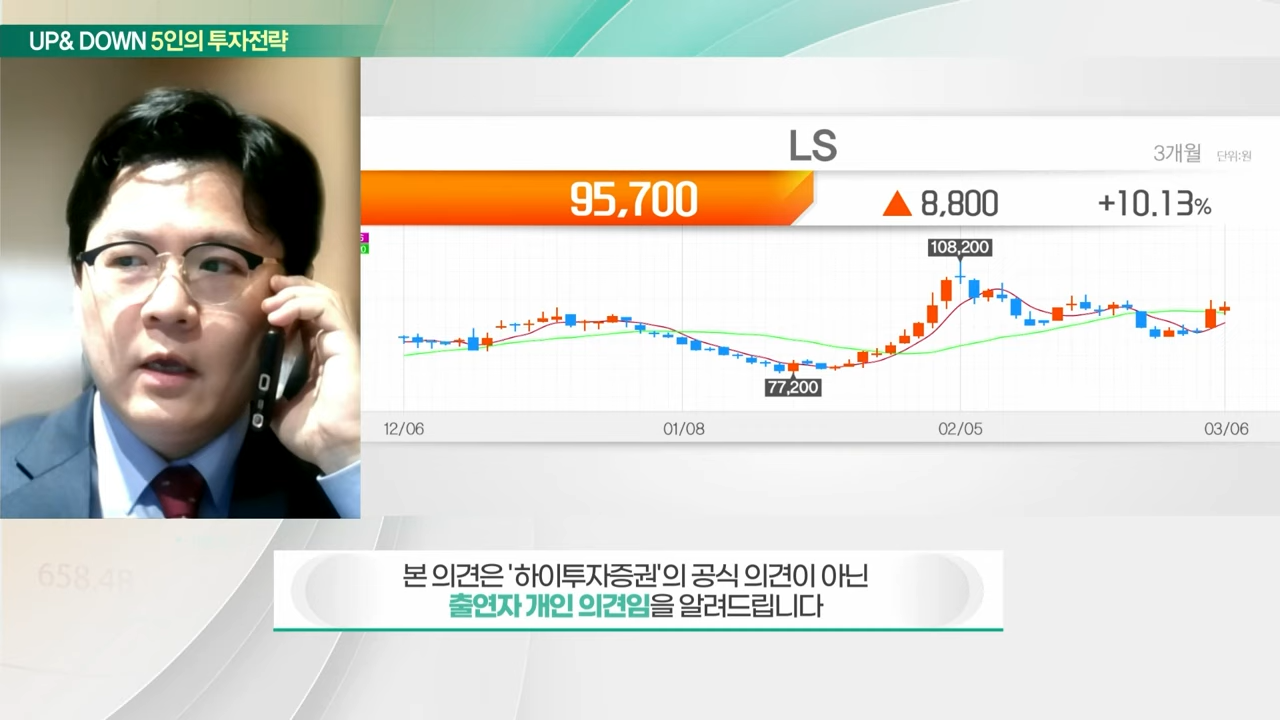 UP& DOWN 5인의 투자전략
LS
3개월 단위:원
95,700 ▲ 8,800 +10.13%
108,200
77,200
12/06 01/08 02/05 03/06
658.48
본 의견은 '하이투자증권'의 공식 의견이 아닌
출연자 개인 의견임을 알려드립니다